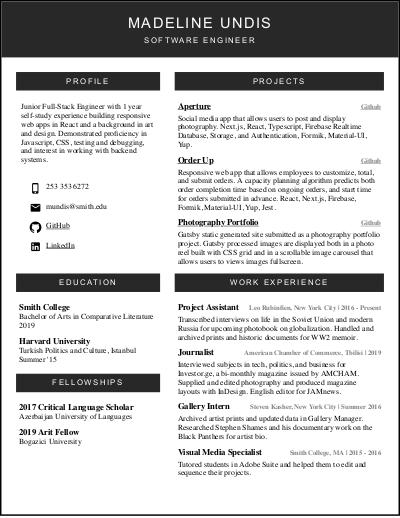 MADELINE UNDIS
SOFTWARE ENGINEER
PROFILE
Junior Full-Stack Engineer with 1 year
self-study experience building responsive
web apps in React and a background in art
and design. Demonstrated proficiency in
Javascript, CSS, testing and debugging,
and interest in working with backend
systems.
253 353 6272
mundis@smith.edu
GitHub
LinkedIn
EDUCATION
Smith College
Bachelor of Arts in Comparative Literature
2019
Harvard University
Turkish Politics and Culture, Istanbul
Summer '15
FELLOWSHIPS
2017 Critical Language Scholar
Azerbaijan University of Languages
2019 Arit Fellow
Bogazici University
PROJECTS
Aperture Github
Social media app that allows users to post and display
photography. Next.js, React, Typescript, Firebase Realtime
Database, Storage, and Authentication, Formik, Material-UI,
Yup.
Order Up Github
Responsive web app that allows employees to customize, total,
and submit orders. A capacity planning algorithm predicts both
order completion time based on ongoing orders, and start time
for orders submitted in advance. React, Next.js, Firebase,
Formik, Material-UI, Yup, Jest.
Photography Portfolio Github
Gatsby static generated site submitted as a photography portfolio
project. Gatsby processed images are displayed both in a photo
reel built with CSS grid and in a scrollable image carousel that
allows users to views images fullscreen.
WORK EXPERIENCE
Project Assistant Leo Rubinfien, New York City | 2016 - Present
Transcribed interviews on life in the Soviet Union and modern
Russia for upcoming photobook on globalization. Handled and
archived prints and historic documents for WW2 memoir.
Journalist American Chamber of Commerce, Tbilisi | 2019
Interviewed subjects in tech, politics, and business for
Investor.ge, a bi-monthly magazine issued by AMCHAM.
Supplied and edited photography and produced magazine
layouts with InDesign. English editor for JAMnews.
Gallery Intern Steven Kasher, New York City | Summer 2016
Archived artist prints and updated data in Gallery Manager.
Researched Stephen Shames and his documentary work on the
Black Panthers for artist bio.
Visual Media Specialist Smith College, MA | 2015 - 2016
Tutored students in Adobe Suite and helped them to edit and
sequence their projects.